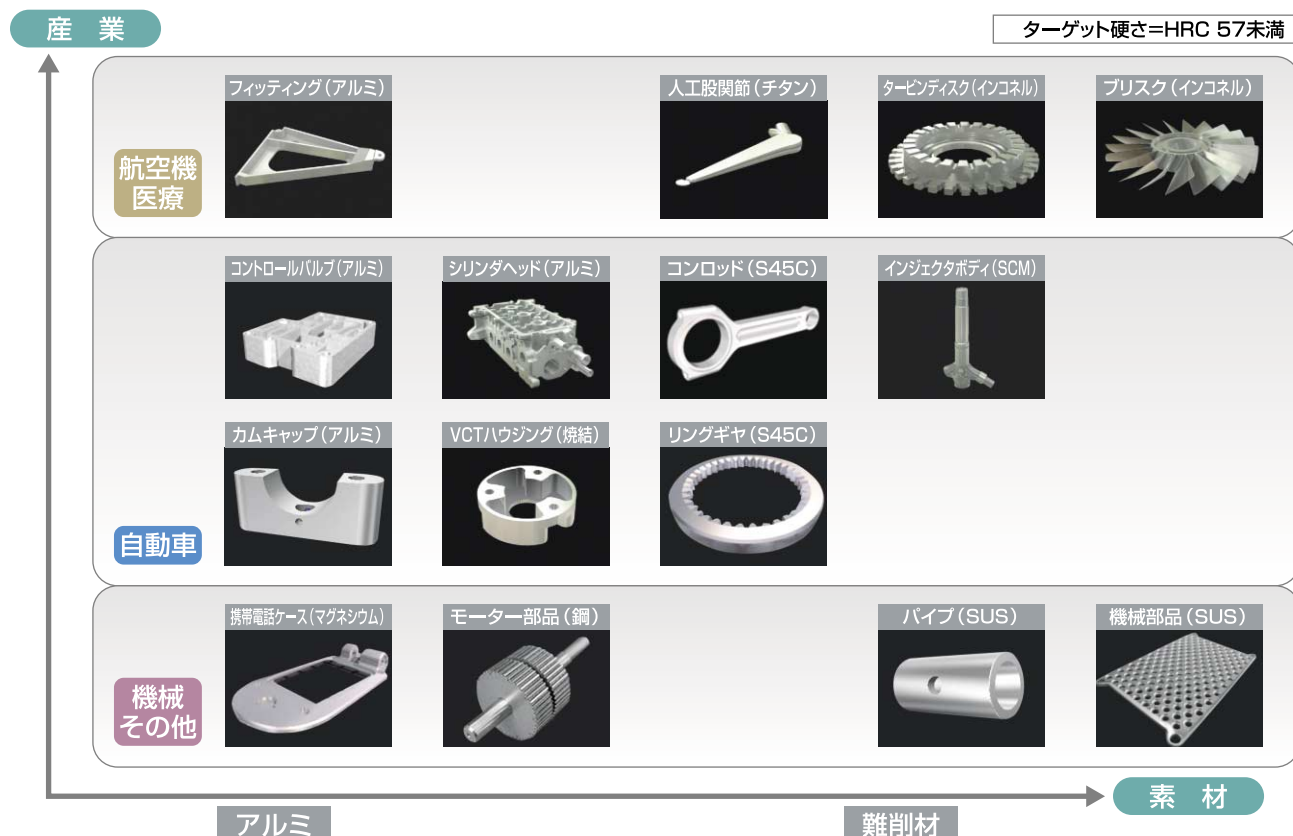 産業
ターゲット硬さ=HRC 57未満
フィッティング(アルミ)
人工股関節(チタン)
タービンディスク(インコネル)
ブリスク(インコネル)
航空機
医療
コントロールバルブ(アルミ)
シリンダヘッド(アルミ)
コンロッド(S45C)
インジェクタボディ(SCM)
カムキャップ(アルミ)
VCTハウジング(焼結)
リングギヤ(S45C)
自動車
携帯電話ケース(マグネシウム)
モーター部品(鋼)
パイプ(SUS)
機械部品(SUS)
機械
その他
素材
アルミ
難削材